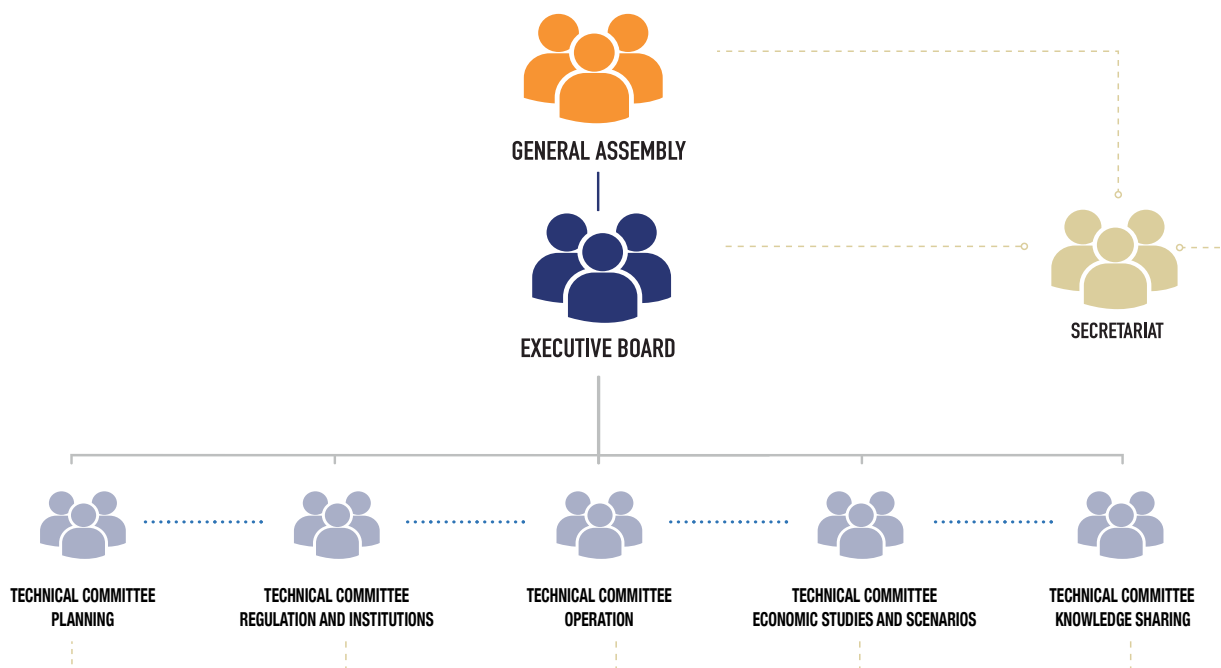 GENERAL ASSEMBLY
EXECUTIVE BOARD
SECRETARIAT
TECHNICAL COMMITTEE
PLANNING
TECHNICAL COMMITTEE
REGULATION AND INSTITUTIONS
TECHNICAL COMMITTEE
OPERATION
TECHNICAL COMMITTEE
ECONOMIC STUDIES AND SCENARIOS
TECHNICAL COMMITTEE
KNOWLEDGE SHARING